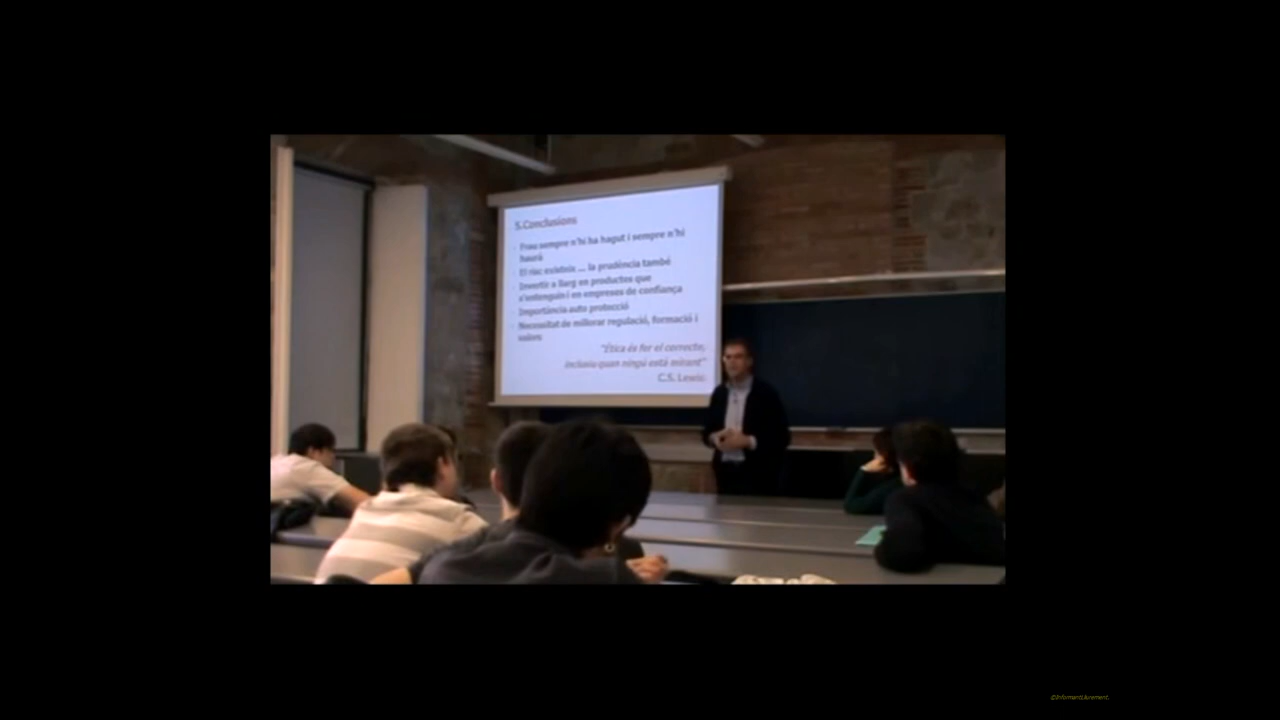 5.Conclusions
Frau sempre n'hi ha hagut i sempre n'hi
haurà
El risc existeix ... la prudència també
Invertir a llarg en productes que
s'entenguin i en empreses de confiança
Importància auto protecció
Necessitat de millorar regulació, formació i
valors
"Ètica és fer el correcte,
inclusiu quan ningú está mirant"
C.S. Lewis.
©InformantLliurement.